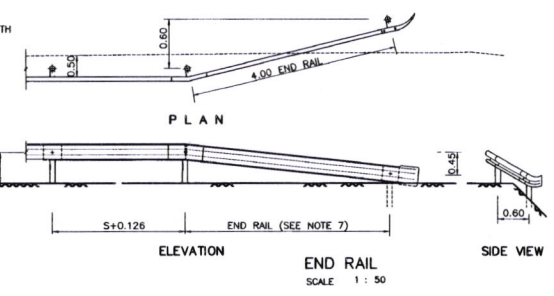 TH
0.60
0.50
4.00 END RAIL
PLAN
0.45
S+0.126
END RAIL (SEE NOTE 7)
0.60
ELEVATION
SIDE VIEW
END RAIL
SCALE 1 : 50